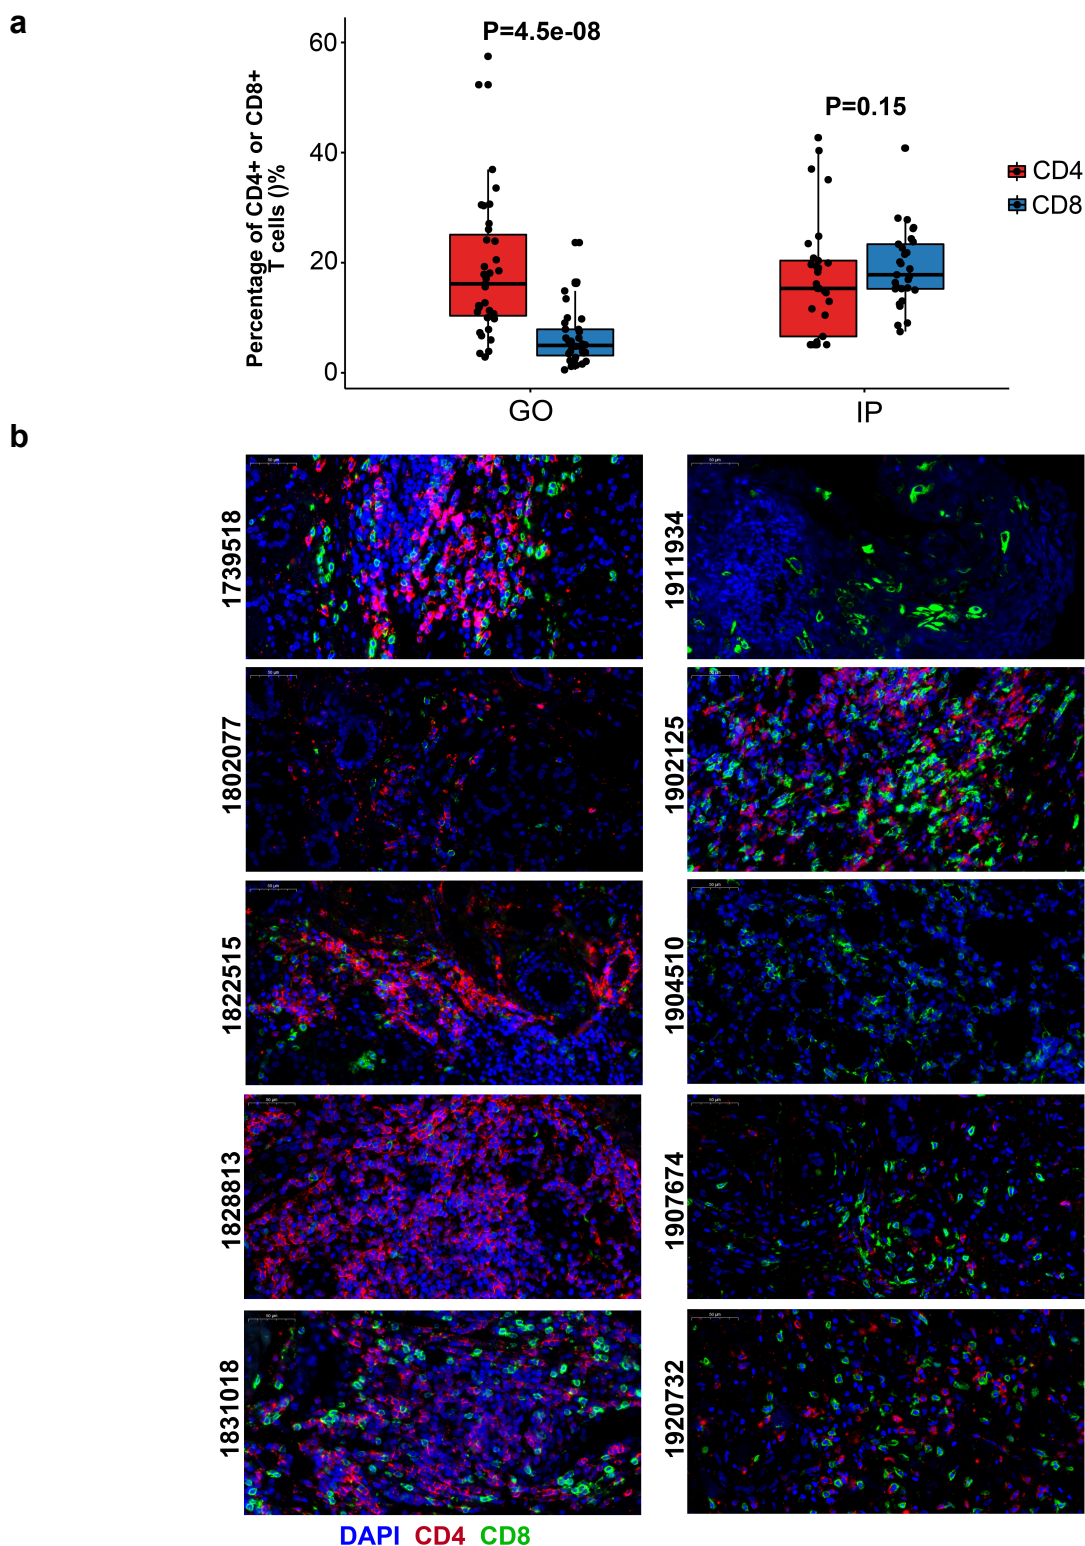 a
P=4.5e-08
P=0.15
60
40
20
0
Percentage of CD4+ or CD8+
T cells ()%
CD4
CD8
GO
IP
b
1739518
1911934
1802077
1902125
1822515
1904510
1828813
1907674
1831018
1920732
DAPI CD4 CD8